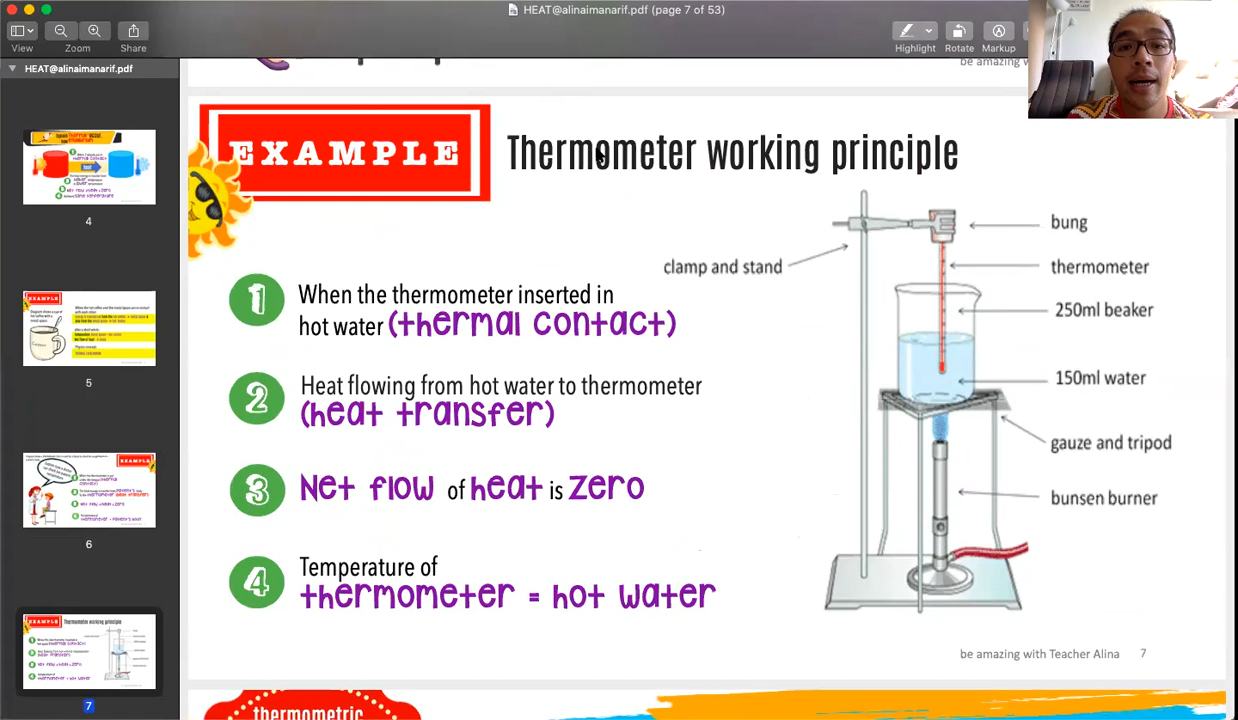 HEAT@alinaimanarif.pdf (page 7 of 53)
View
Zoom
Share
Highlight
Rotate
Markup
HEAT@alinaimanarif.pdf
4
5
6
7
EXAMPLE
Thermometer working principle
1
When the thermometer inserted in
hot water (thermal contact)
2
Heat flowing from hot water to thermometer
(heat transfer)
3
Net flow of heat is zero
4
Temperature of
thermometer = hot water
clamp and stand
bung
thermometer
250ml beaker
150ml water
gauze and tripod
bunsen burner
be amazing with Teacher Alina 7
thermometric